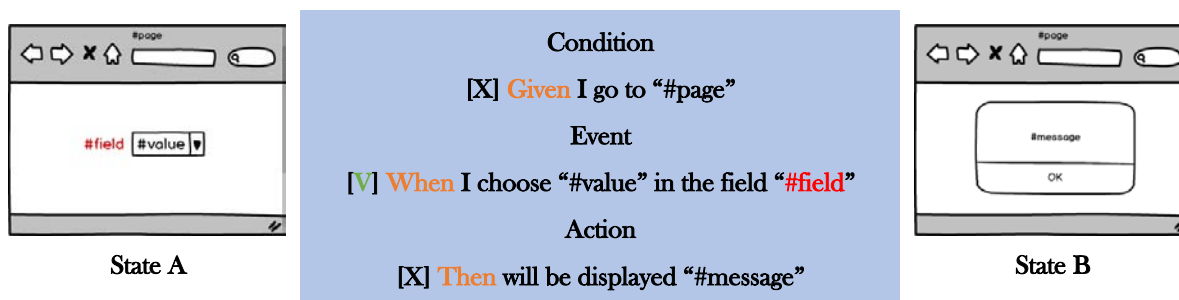 #page
#field #value
State A
Condition
[X] Given I go to “#page”
Event
[V] When I choose “#value” in the field “#field”
Action
[X] Then will be displayed “#message”
#page
#message
OK
State B